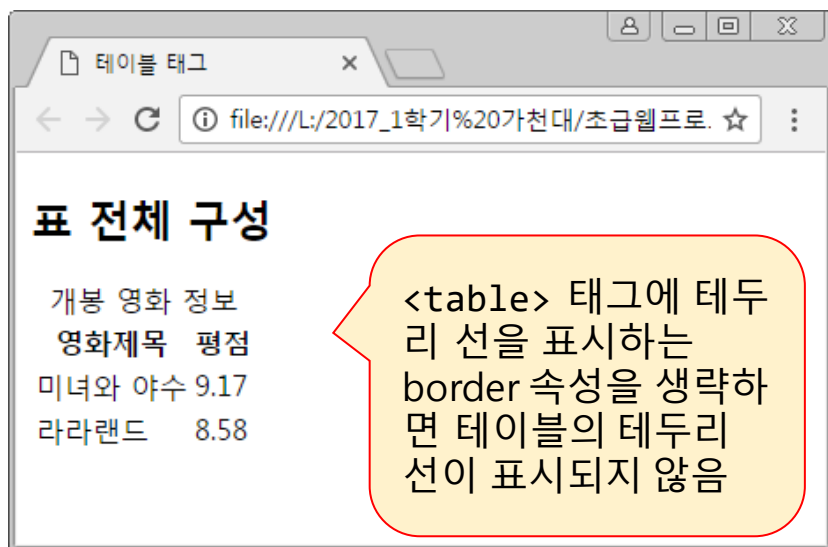 테이블 태그
file:///L:/2017_1학기%20가천대/초급웹프로.
표 전체 구성
개봉 영화 정보
영화제목 평점
미녀와 야수 9.17
라라랜드 8.58
<table> 태그에 테두
리 선을 표시하는
border 속성을 생략하
면 테이블의 테두리
선이 표시되지 않음